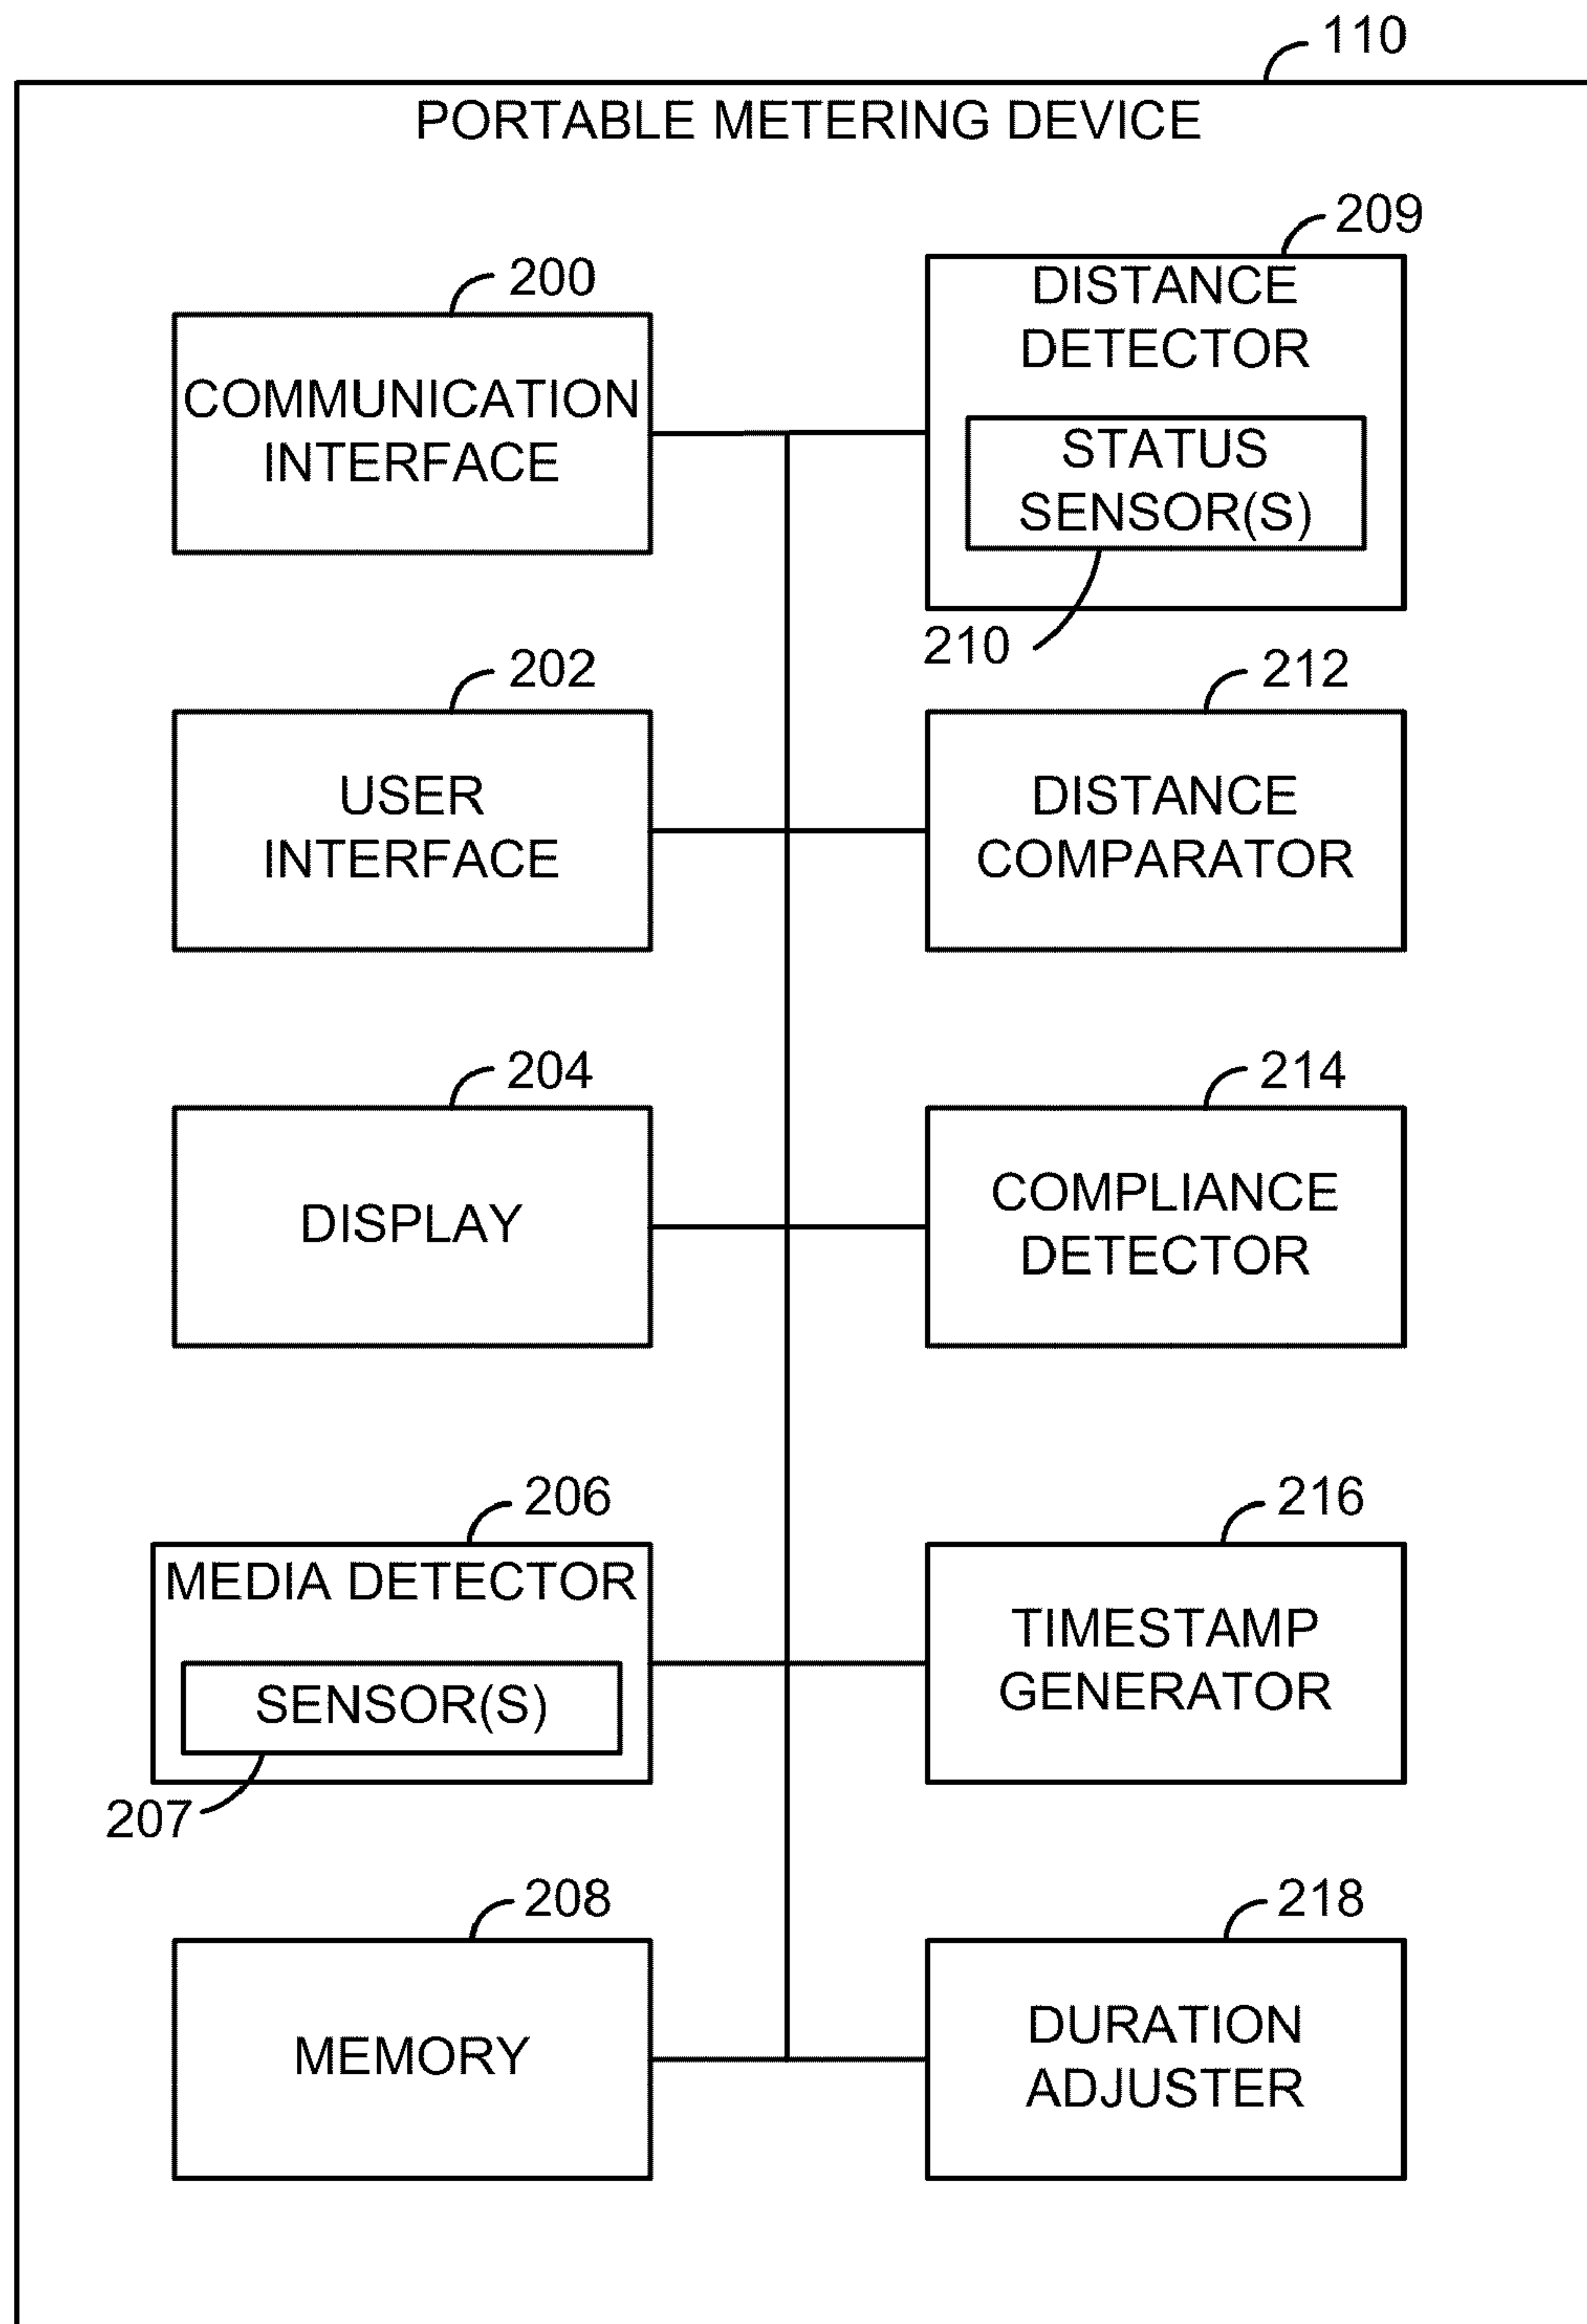 110
PORTABLE METERING DEVICE
209
200
DISTANCE
DETECTOR
COMMUNICATION
INTERFACE
STATUS
SENSOR(S)
210
202
212
USER
INTERFACE
DISTANCE
COMPARATOR
204
214
DISPLAY
COMPLIANCE
DETECTOR
206
216
MEDIA DETECTOR
SENSOR(S)
207
TIMESTAMP
GENERATOR
208
218
MEMORY
DURATION
ADJUSTER